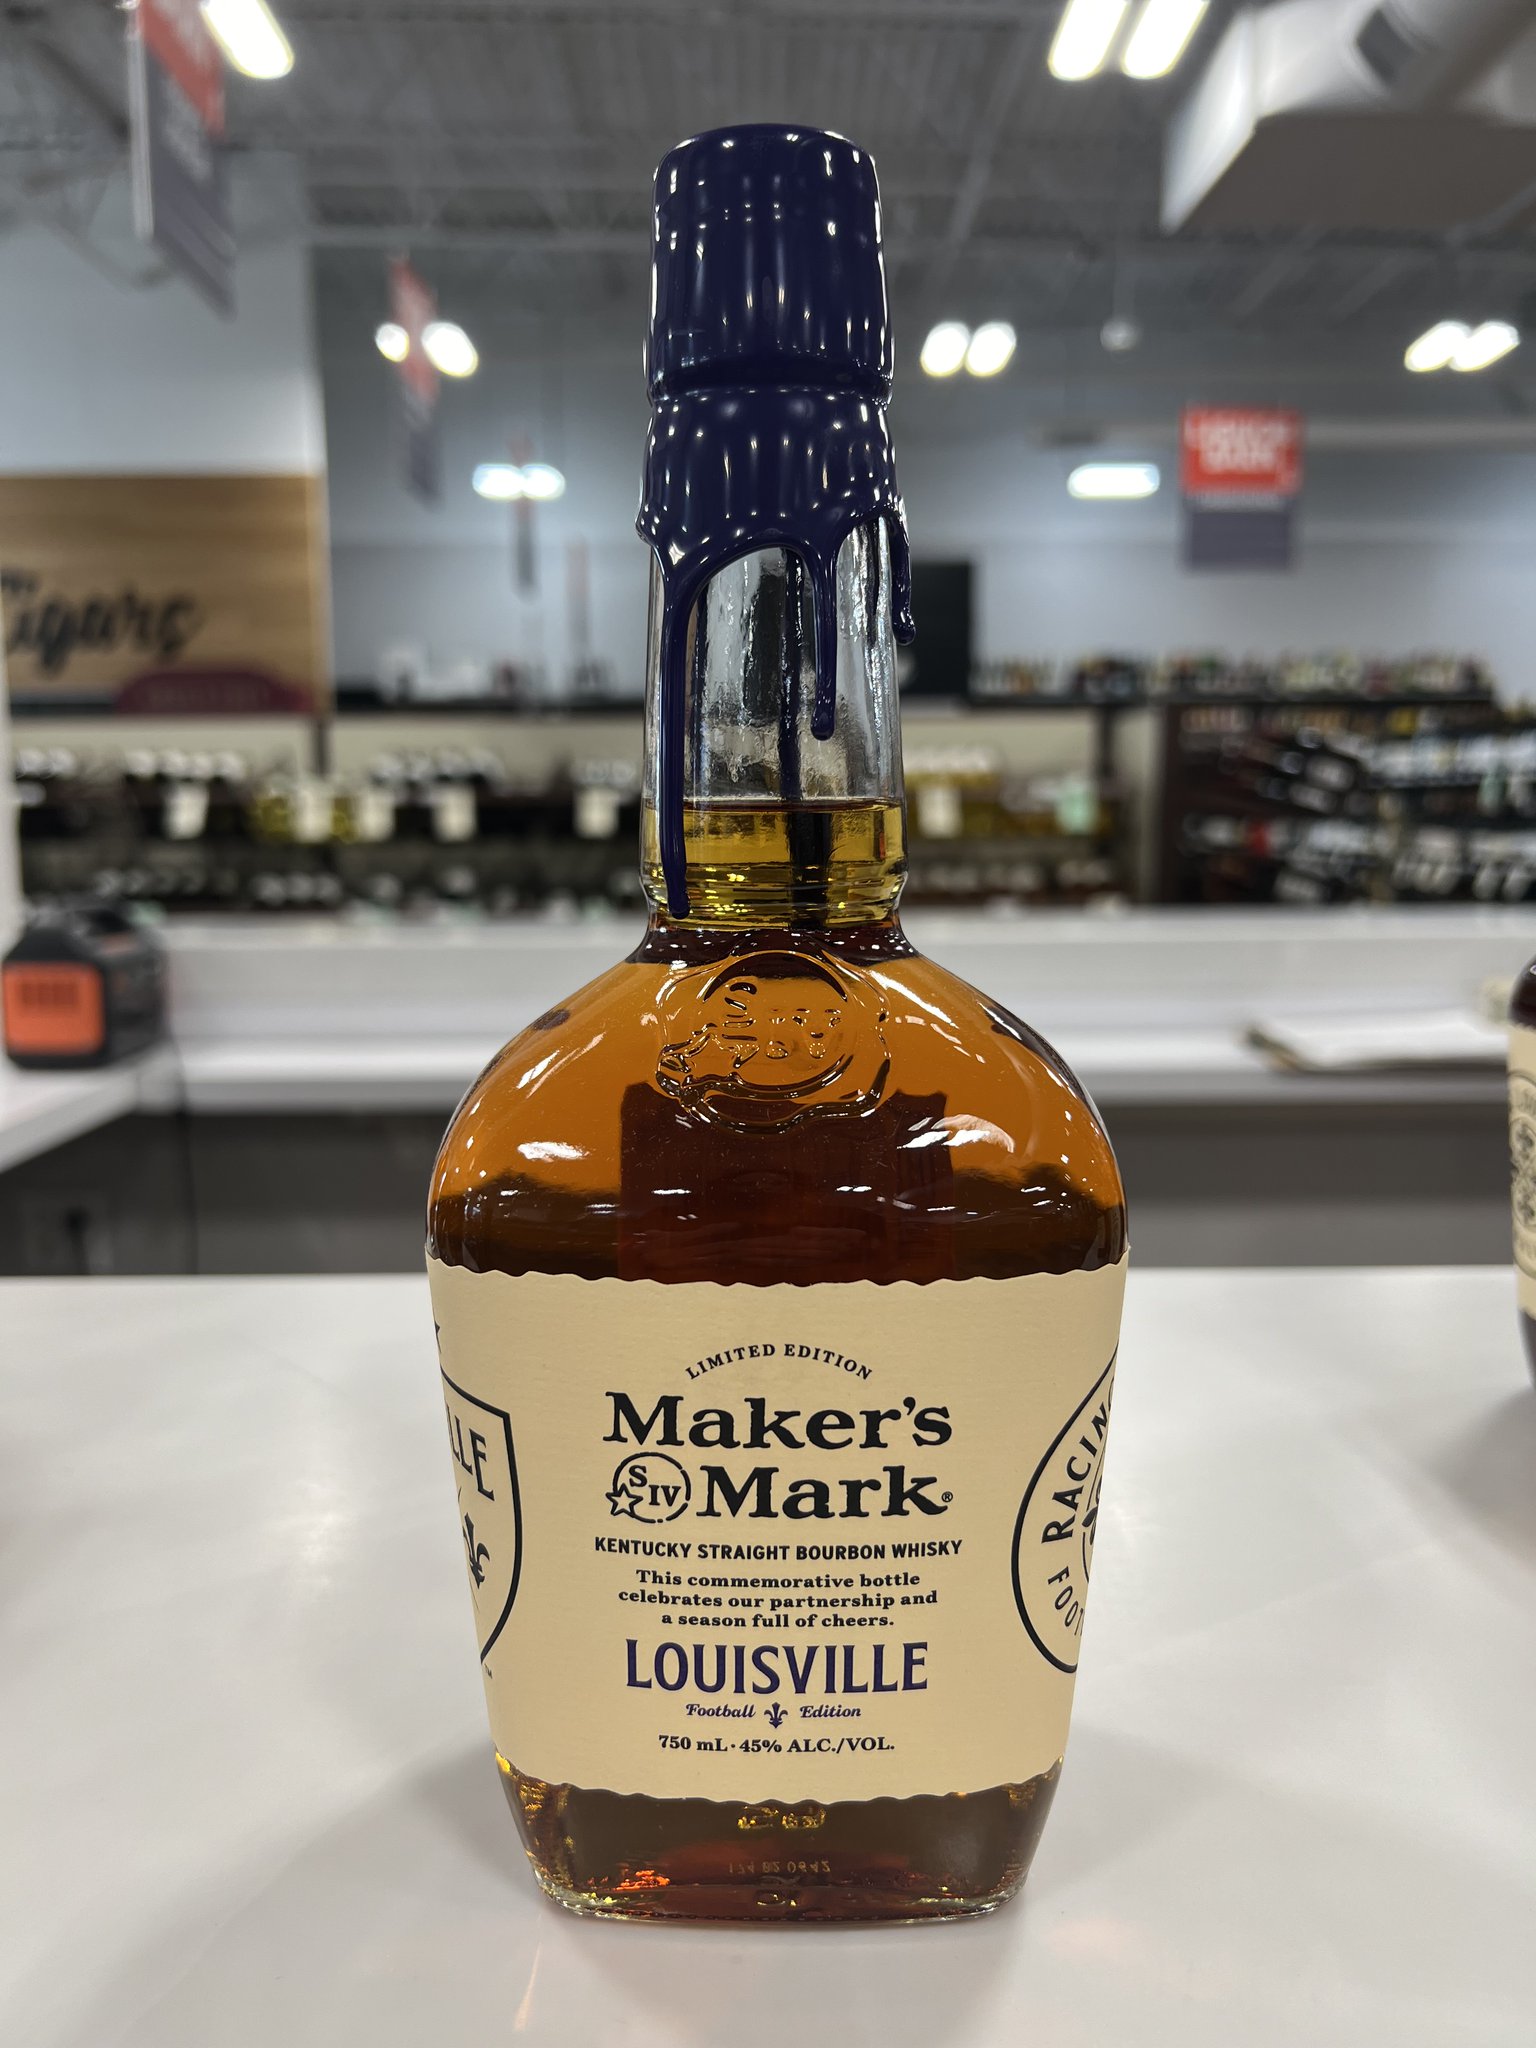 LIMITED EDITION
Maker's
S IV Mark®
KENTUCKY STRAIGHT BOURBON WHISKY
This commemorative bottle
celebrates our partnership and
a season full of cheers.
LOUISVILLE
Football Edition
750 mL · 45% ALC./VOL.
RACING